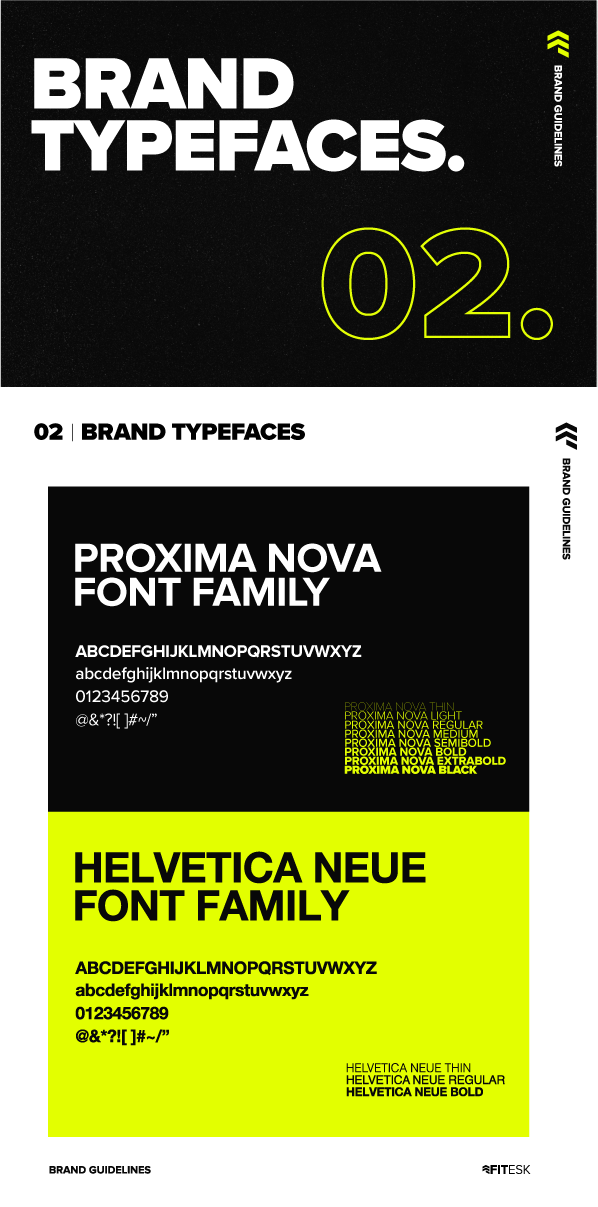 BRAND
TYPEFACES.
BRAND GUIDELINES
02.
02 | BRAND TYPEFACES
BRAND GUIDELINES
PROXIMA NOVA
FONT FAMILY
ABCDEFGHIJKLMNOPQRSTUVWXYZ
abcdefghijklmnopqrstuvwxyz
0123456789
@&*?![ ]#~/”
PROXIMA NOVA THIN
PROXIMA NOVA LIGHT
PROXIMA NOVA REGULAR
PROXIMA NOVA MEDIUM
PROXIMA NOVA SEMIBOLD
PROXIMA NOVA BOLD
PROXIMA NOVA EXTRABOLD
PROXIMA NOVA BLACK
HELVETICA NEUE
FONT FAMILY
ABCDEFGHIJKLMNOPQRSTUVWXYZ
abcdefghijklmnopqrstuvwxyz
0123456789
@&*?![ ]#~/”
HELVETICA NEUE THIN
HELVETICA NEUE REGULAR
HELVETICA NEUE BOLD
BRAND GUIDELINES
FITESK